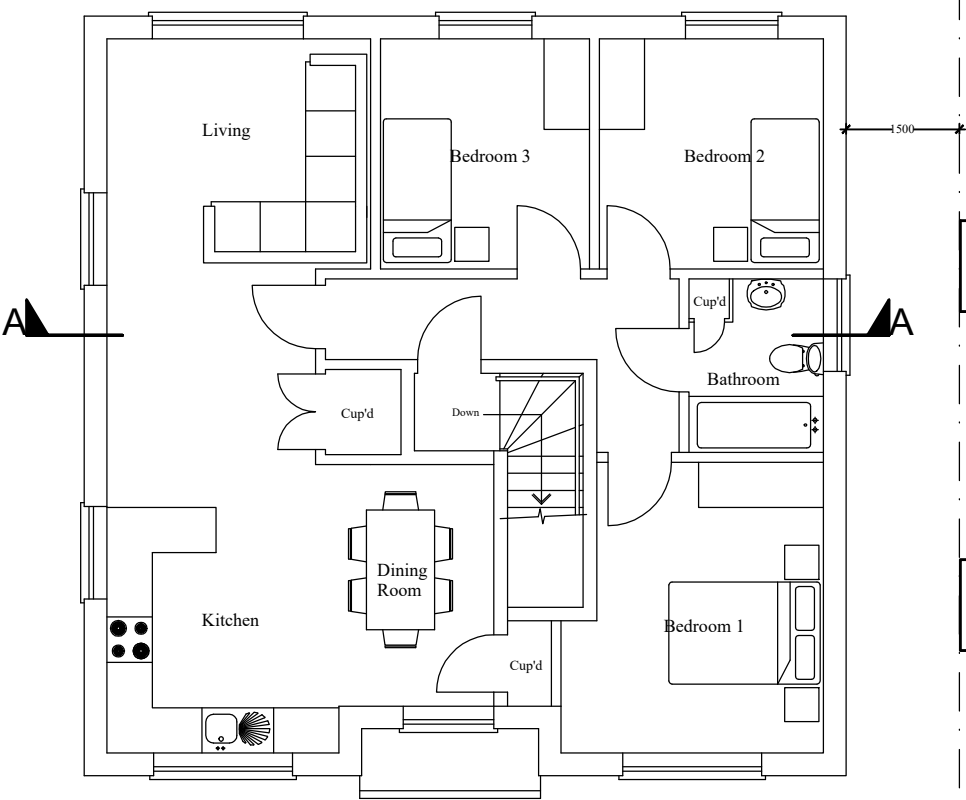 Living
1500
Bedroom 3
Bedroom 2
Cup'd
A
A
Bathroom
Cup'd
Down
Dining
Room
Kitchen
Bedroom 1
Cup'd